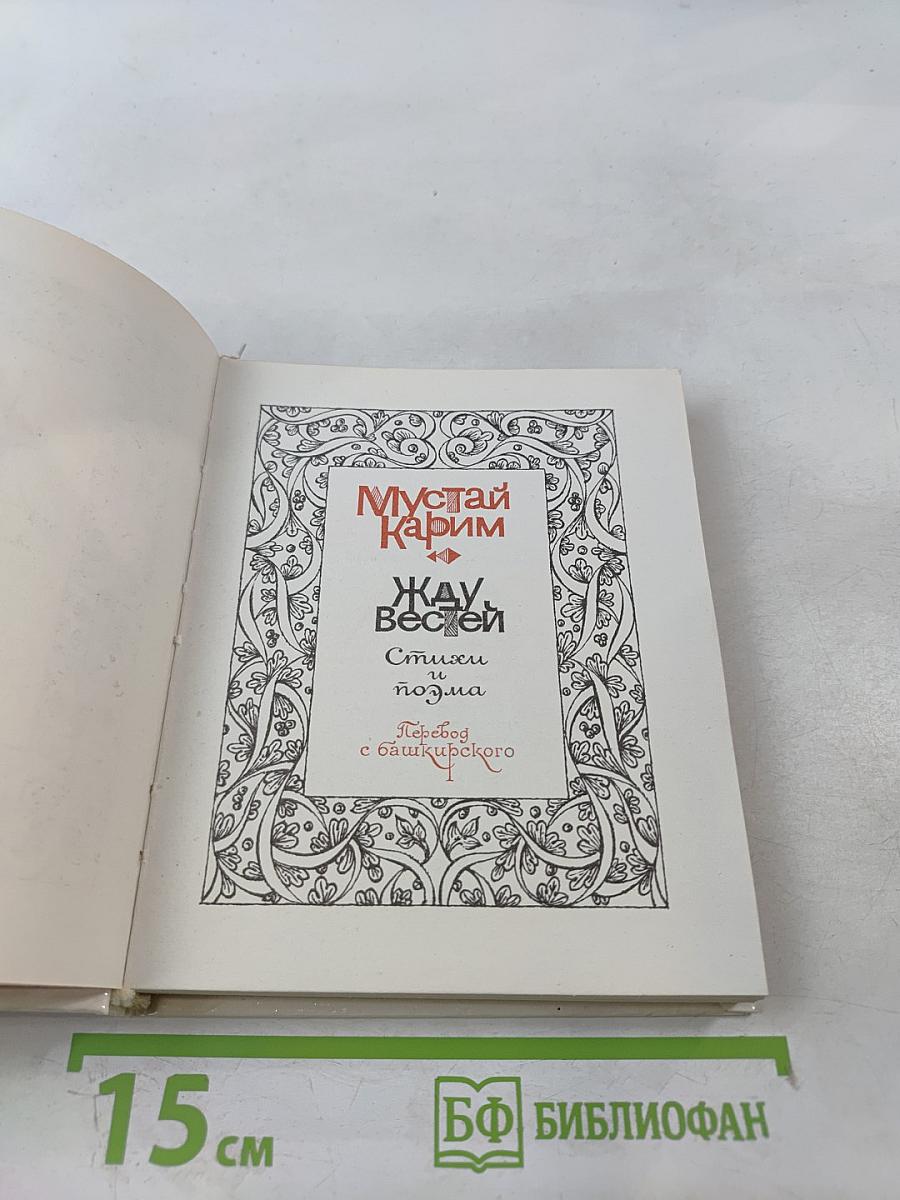 Мустай
Карим
Жду
Вестей
Стихи
и
поэма
Перевод
с башкирского
15 см
БФ БИБЛИОФАН